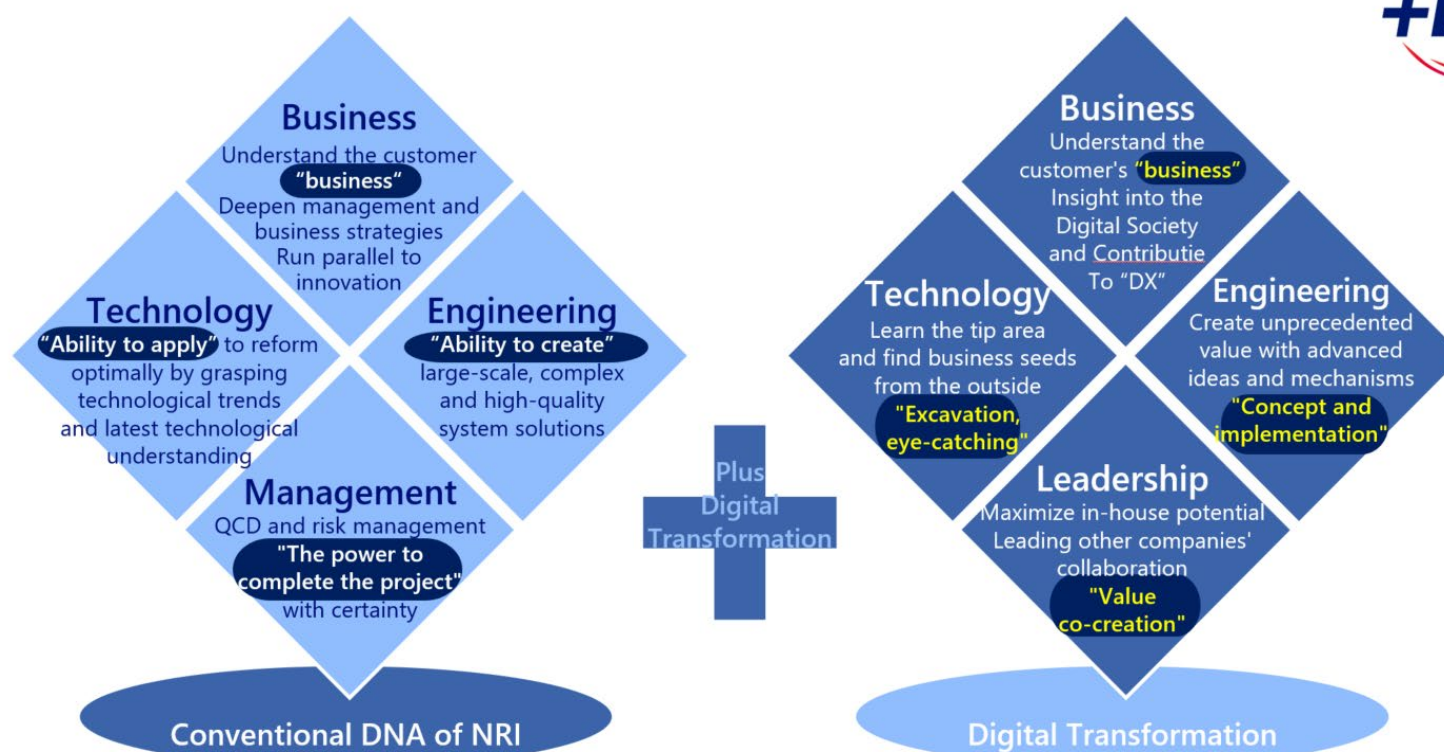 Business
Understand the customer
“business“
Deepen management and
business strategies
Run parallel to
innovation
Technology
“Ability to apply” to reform
optimally by grasping
technological trends
and latest technological
understanding
Engineering
“Ability to create”
large-scale, complex
and high-quality
system solutions
Management
QCD and risk management
"The power to
complete the project"
with certainty
Conventional DNA of NRI
Plus
Digital
Transformation
Business
Understand the
customer's “business”
Insight into the
Digital Society
and Contributie
To “DX”
Technology
Learn the tip area
and find business seeds
from the outside
"Excavation,
eye-catching"
Engineering
Create unprecedented
value with advanced
ideas and mechanisms
"Concept and
implementation"
Leadership
Maximize in-house potential
Leading other companies'
collaboration
"Value
co-creation"
Digital Transformation